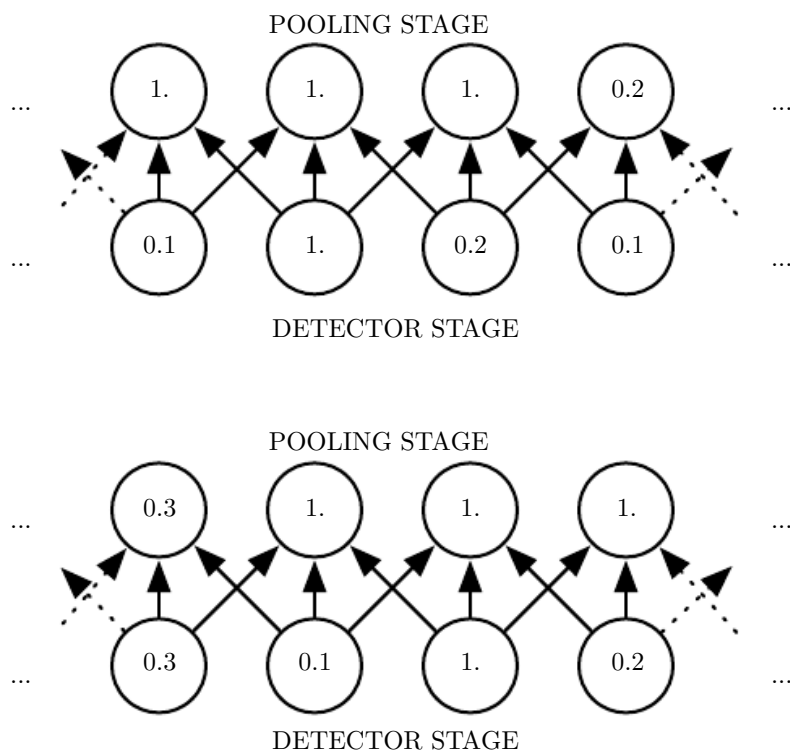 POOLING STAGE
... 1. 1. 1. 0.2 ...
... 0.1 1. 0.2 0.1 ...
DETECTOR STAGE
POOLING STAGE
... 0.3 1. 1. 1. ...
... 0.3 0.1 1. 0.2 ...
DETECTOR STAGE